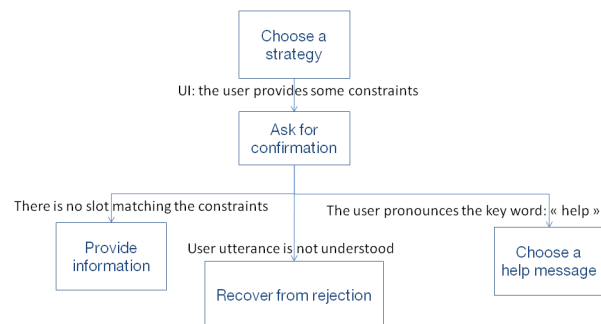 Choose a
strategy
UI: the user provides some constraints
Ask for
confirmation
There is no slot matching the constraints
The user pronounces the key word: « help »
Provide
information
User utterance is not understood
Choose a
help message
Recover from rejection